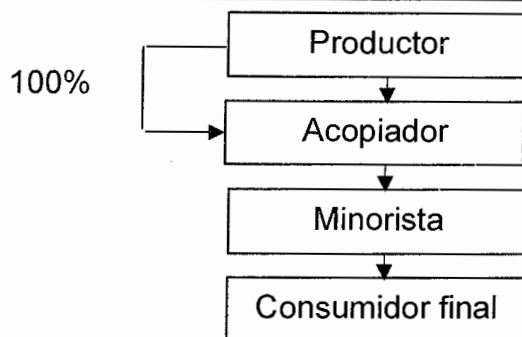 Productor
100%
Acopiador
Minorista
Consumidor final